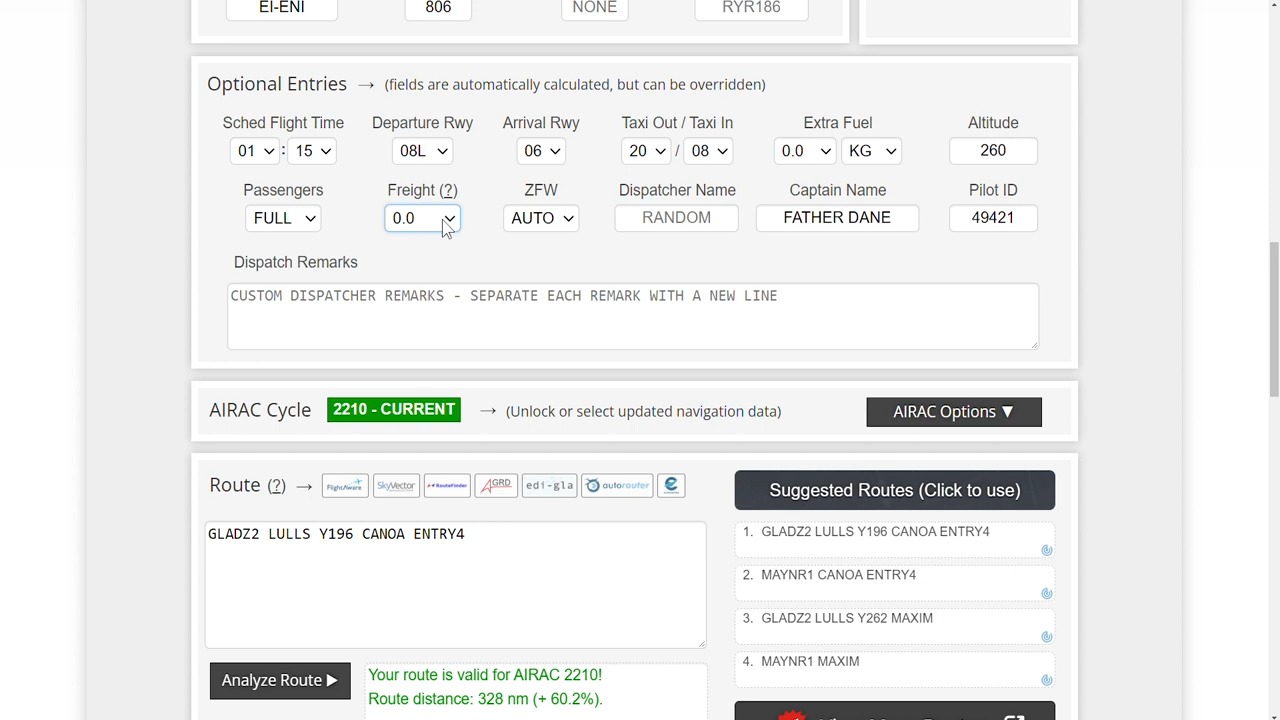 EI-ENI 806 NONE RYR186
Optional Entries → (fields are automatically calculated, but can be overridden)
Sched Flight Time Departure Rwy Arrival Rwy Taxi Out / Taxi In Extra Fuel Altitude
01 : 15 08L 06 20 / 08 0.0 KG 260
Passengers Freight (?) ZFW Dispatcher Name Captain Name Pilot ID
FULL 0.0 AUTO RANDOM FATHER DANE 49421
Dispatch Remarks
CUSTOM DISPATCHER REMARKS - SEPARATE EACH REMARK WITH A NEW LINE
AIRAC Cycle 2210 - CURRENT → (Unlock or select updated navigation data) AIRAC Options ▼
Route (?) → FlightAware SkyVector RouteFinder GRD edi-gla autorouter
GLADZ2 LULLS Y196 CANOA ENTRY4
Suggested Routes (Click to use)
1. GLADZ2 LULLS Y196 CANOA ENTRY4
2. MAYNR1 CANOA ENTRY4
3. GLADZ2 LULLS Y262 MAXIM
4. MAYNR1 MAXIM
Analyze Route ▶
Your route is valid for AIRAC 2210!
Route distance: 328 nm (+ 60.2%).